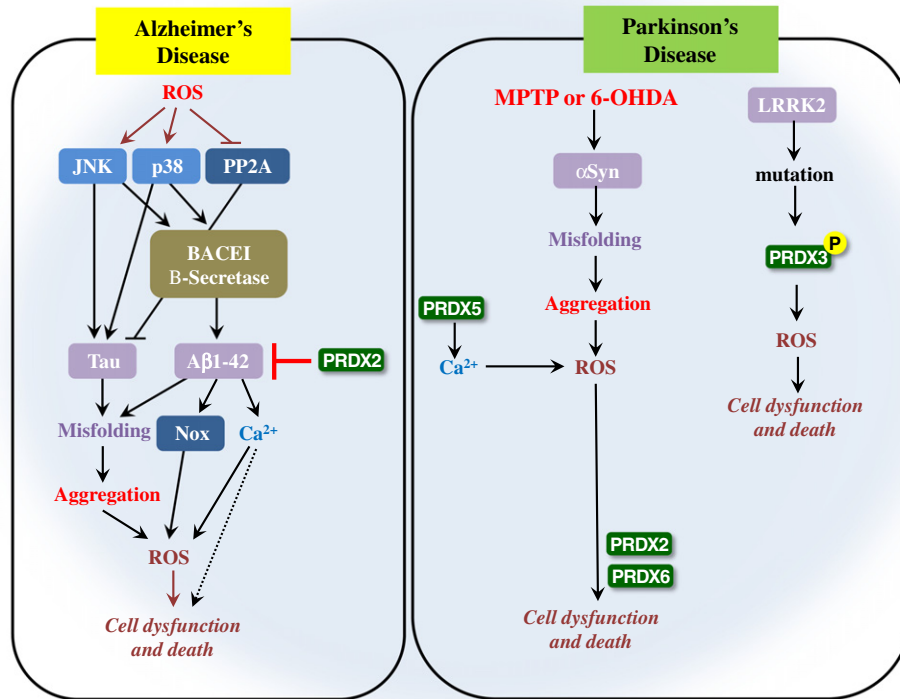 Alzheimer's
Disease
ROS
JNK
p38
PP2A
BACEI
B-Secretase
Tau
Aβ1-42
PRDX2
Misfolding
Nox
Ca²⁺
Aggregation
ROS
Cell dysfunction
and death
Parkinson's
Disease
MPTP or 6-OHDA
αSyn
Misfolding
Aggregation
PRDX5
Ca²⁺
ROS
PRDX2
PRDX6
Cell dysfunction
and death
LRRK2
mutation
PRDX3
P
ROS
Cell dysfunction
and death